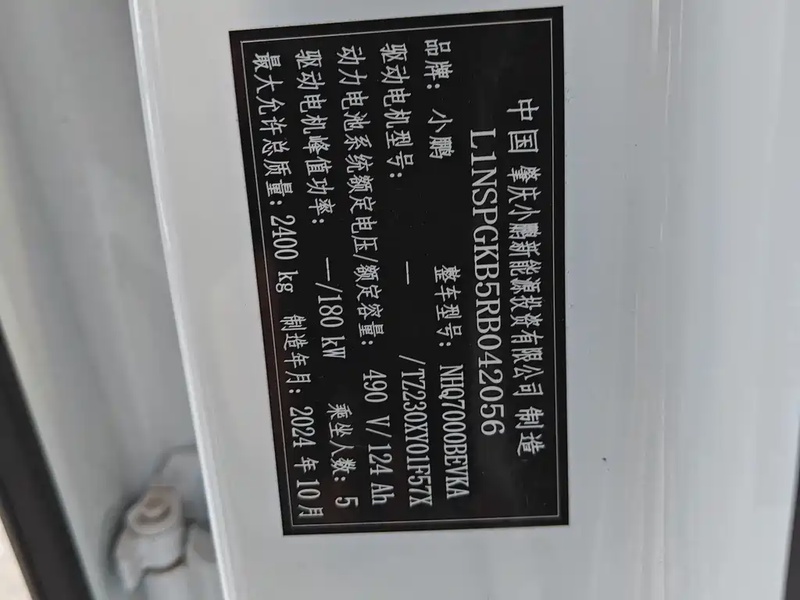 中国 肇庆小鹏新能源投资有限公司 制造
L1NSPGKB5RB042056
品牌: 小鹏 整车型号: NHQ7000BEVKA
驱动电机型号: — /TZ230XY01F57X
动力电池系统额定电压/额定容量: 490 V/124 Ah
驱动电机峰值功率: —/180 kW 乘坐人数: 5
最大允许总质量: 2400 kg 制造年月: 2024 年 10 月